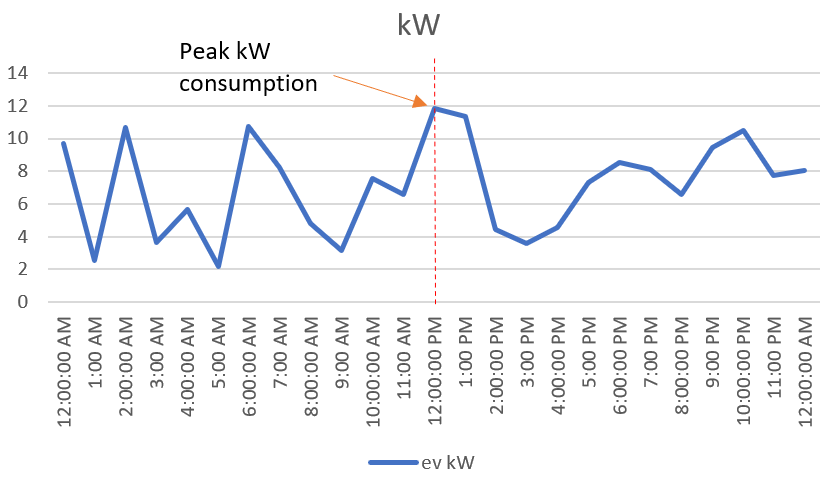 kW
Peak kW
consumption
14
12
10
8
6
4
2
0
12:00:00 AM
1:00 AM
2:00:00 AM
3:00 AM
4:00:00 AM
5:00 AM
6:00:00 AM
7:00 AM
8:00:00 AM
9:00 AM
10:00:00 AM
11:00 AM
12:00:00 PM
1:00 PM
2:00:00 PM
3:00 PM
4:00:00 PM
5:00 PM
6:00:00 PM
7:00 PM
8:00:00 PM
9:00 PM
10:00:00 PM
11:00 PM
12:00:00 AM
ev kW